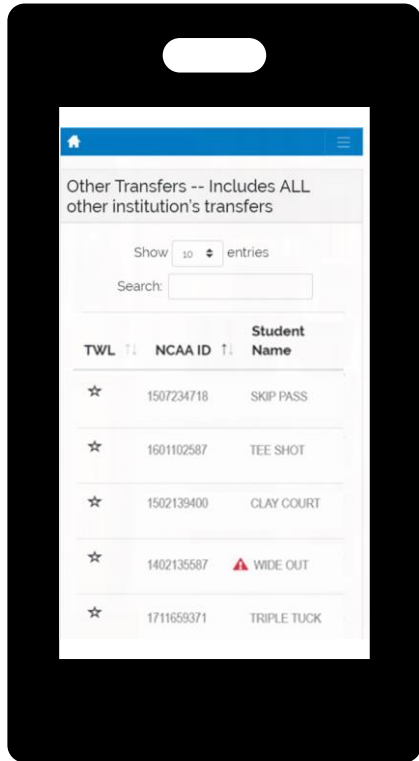 Other Transfers -- Includes ALL
other institution's transfers
Show 10 entries
Search:
TWL NCAA ID Student Name
1507234718 SKIP PASS
1601102587 TEE SHOT
1502139400 CLAY COURT
1402135587 WIDE OUT
1711659371 TRIPLE TUCK